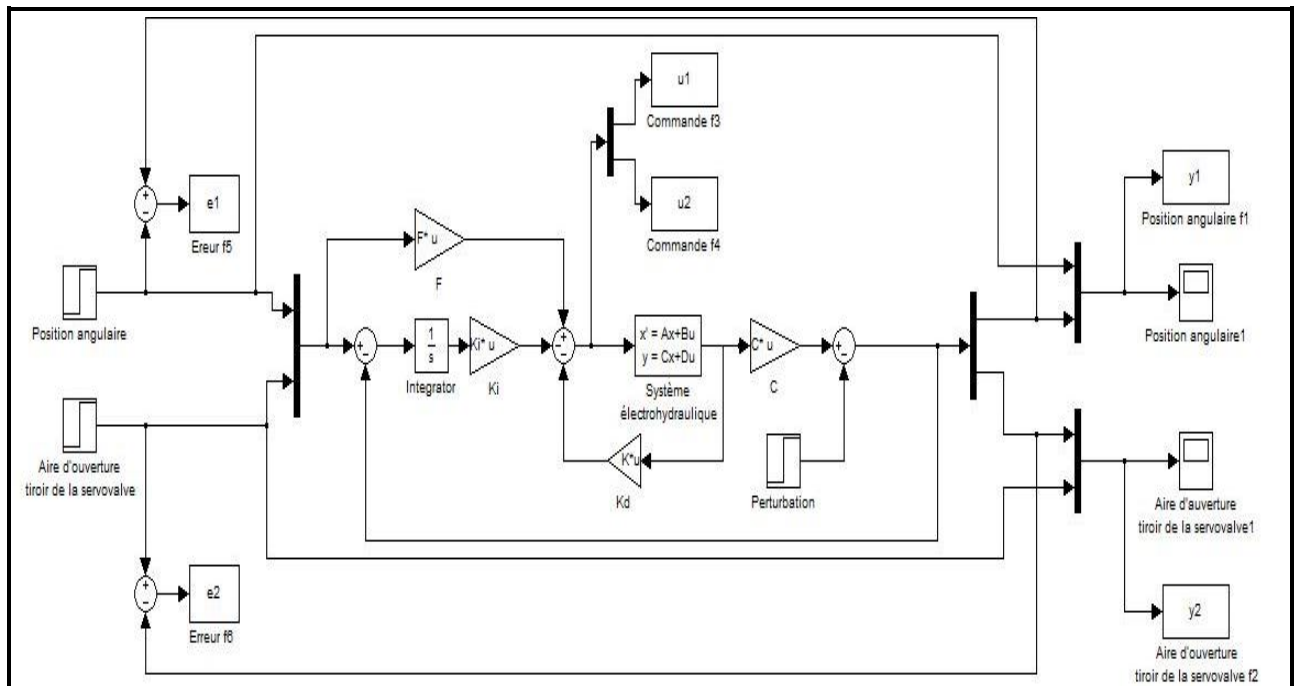 u1
Commande f3
u2
Commande f4
y1
Position angulaire f1
e1
Ereur f5
F* u
F
Position angulaire
Position angulaire1
1
s
Integrator
Ki* u
Ki
x' = Ax+Bu
y = Cx+Du
Système
électrohydraulique
C* u
C
K*u
Kd
Perturbation
Aire d'ouverture
tiroir de la servovalve
Aire d'auverture
tiroir de la servovalve1
e2
Erreur f6
y2
Aire d'ouverture
tiroir de la servovalve f2